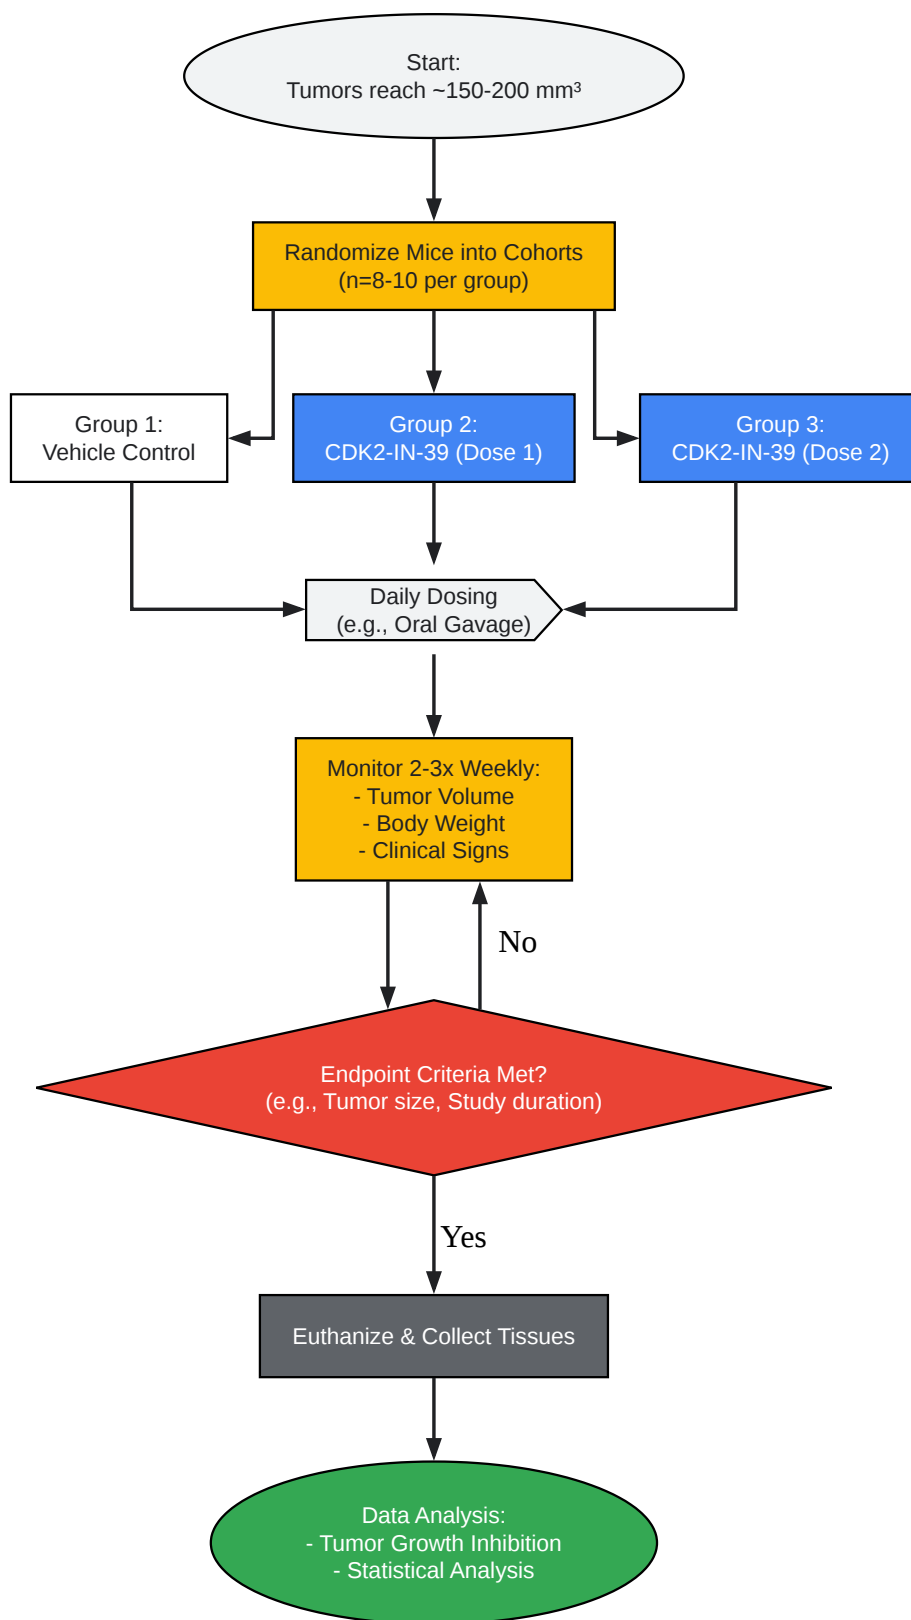 Start:
Tumors reach ~150-200 mm³
Randomize Mice into Cohorts
(n=8-10 per group)
Group 1:
Vehicle Control
Group 2:
CDK2-IN-39 (Dose 1)
Group 3:
CDK2-IN-39 (Dose 2)
Daily Dosing
(e.g., Oral Gavage)
Monitor 2-3x Weekly:
- Tumor Volume
- Body Weight
- Clinical Signs
No
Endpoint Criteria Met?
(e.g., Tumor size, Study duration)
Yes
Euthanize & Collect Tissues
Data Analysis:
- Tumor Growth Inhibition
- Statistical Analysis